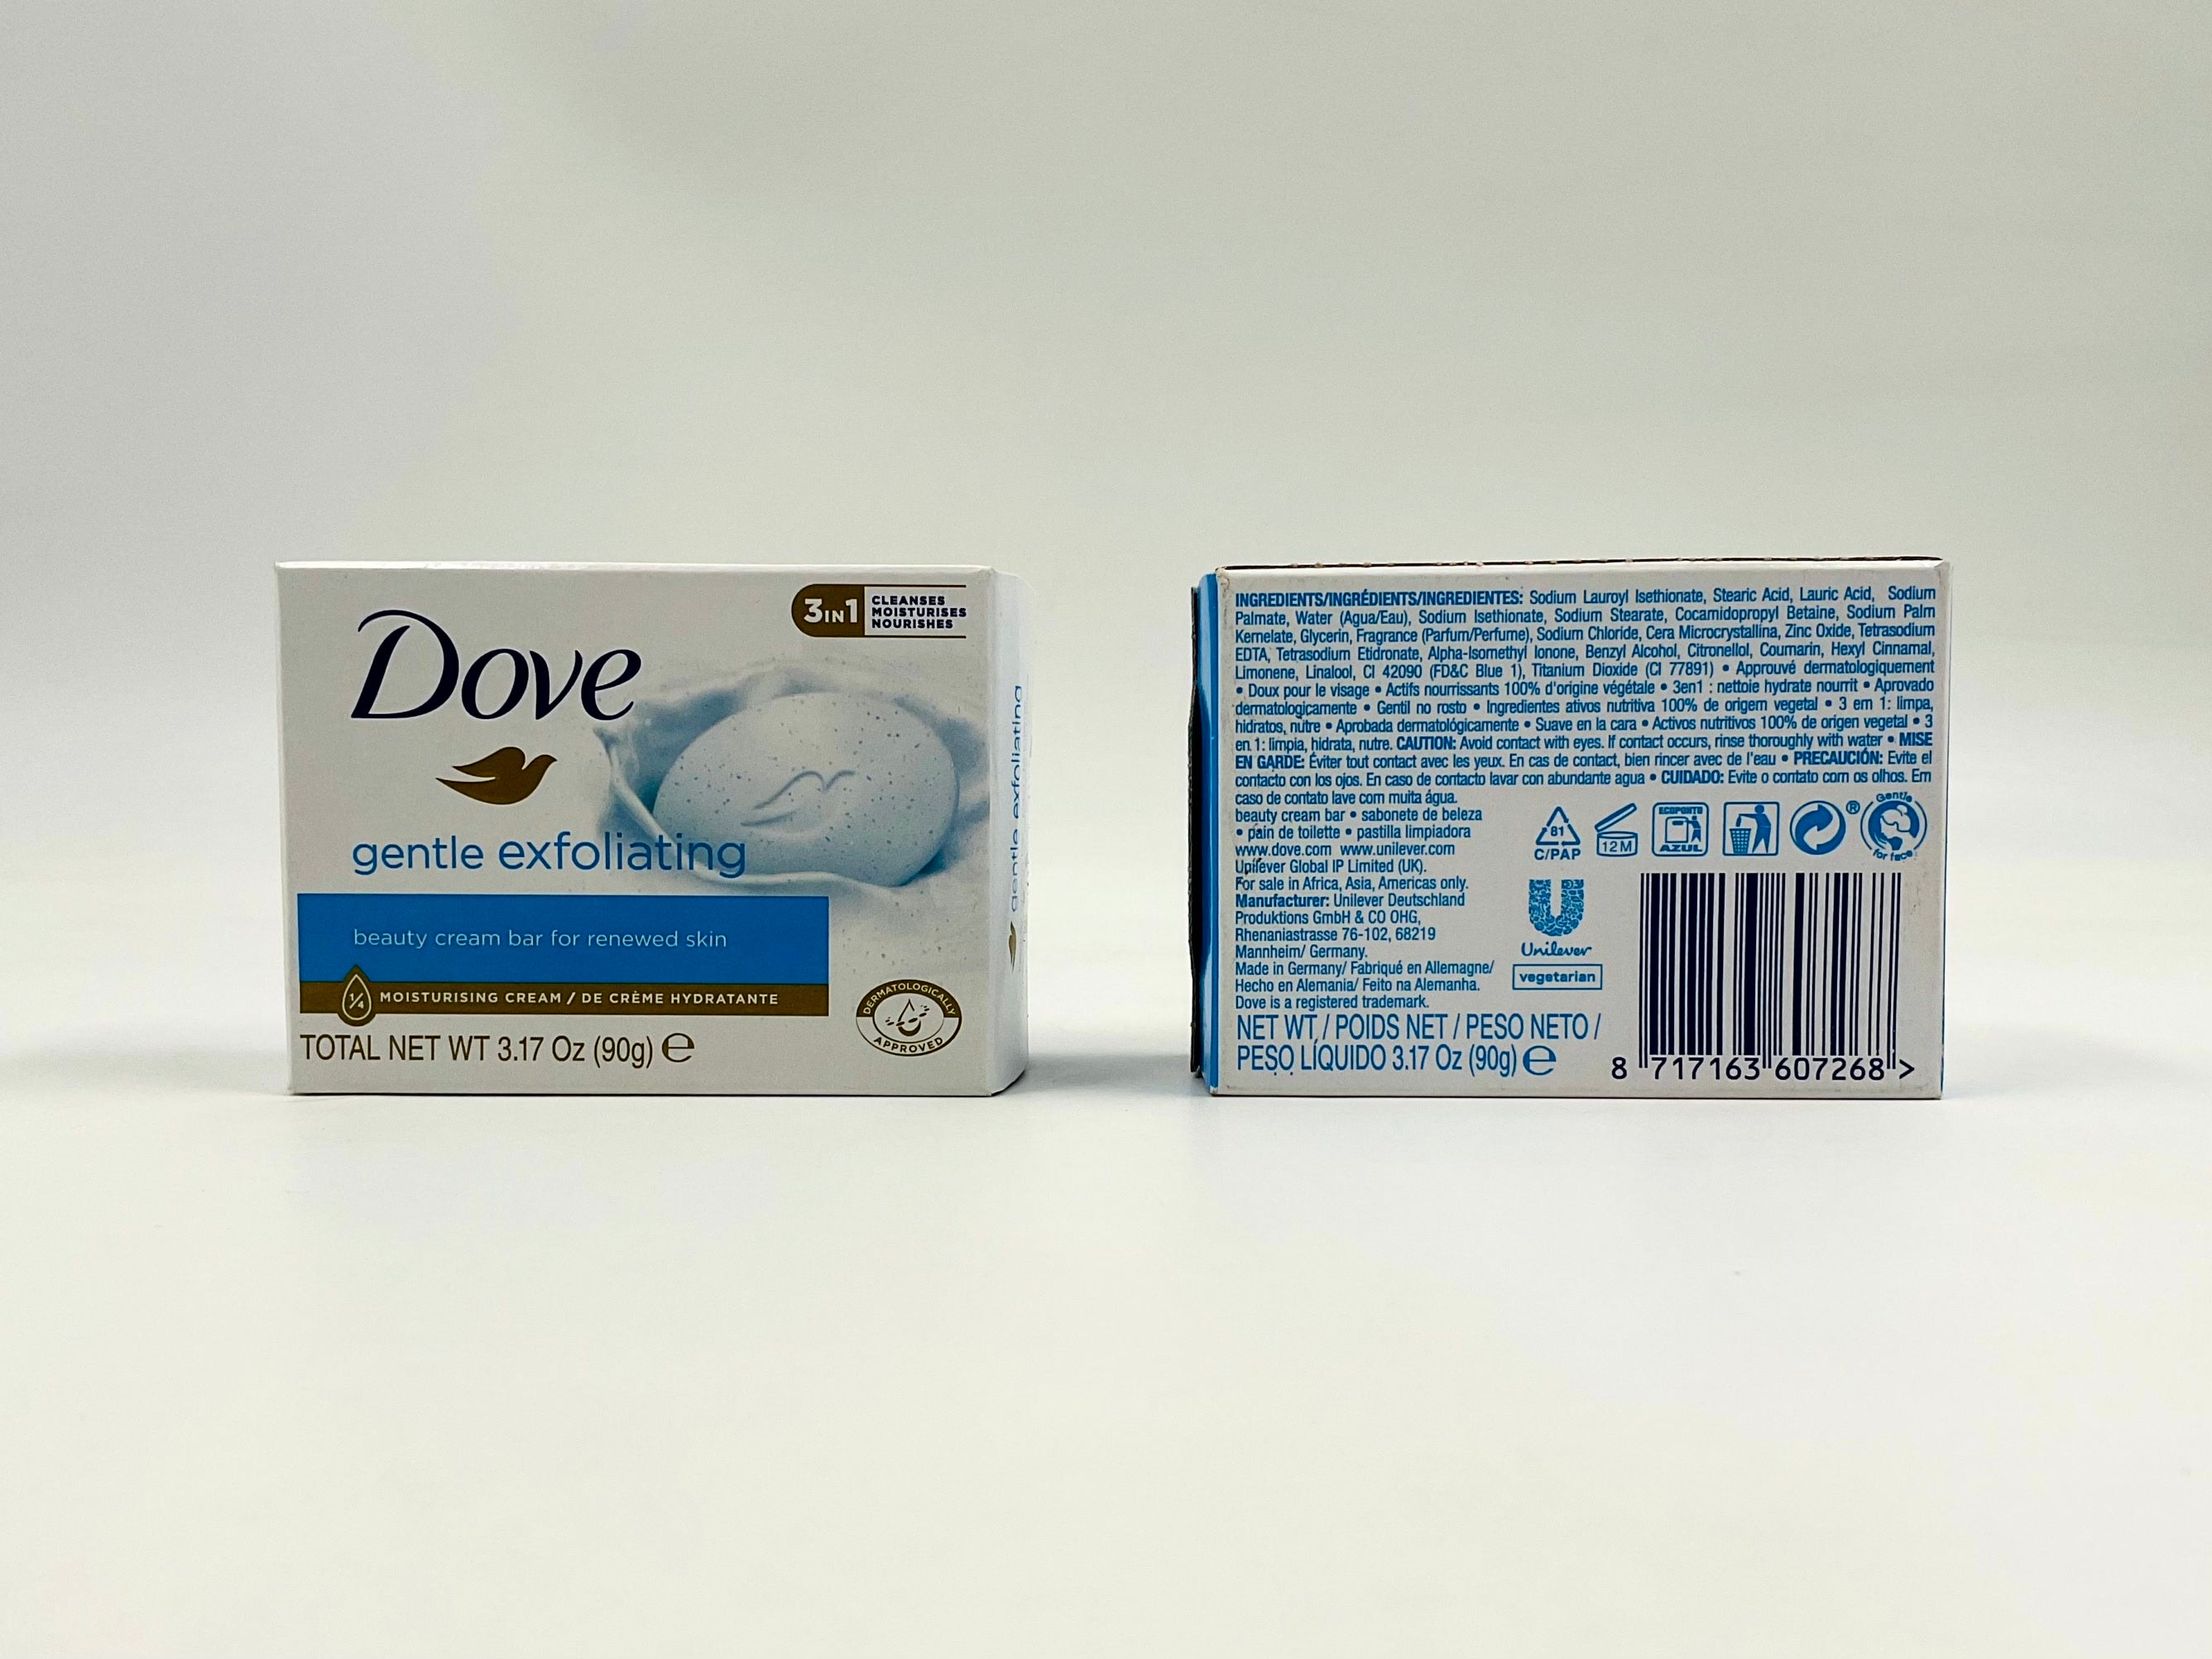 Dove
3IN1
CLEANSES
MOISTURISES
NOURISHES
gentle exfoliating
beauty cream bar for renewed skin
1/4 MOISTURISING CREAM / DE CRÈME HYDRATANTE
TOTAL NET WT 3.17 Oz (90g) ℮
DERMATOLOGICALLY
APPROVED
gentle exfoliating
INGREDIENTS/INGRÉDIENTS/INGREDIENTES: Sodium Lauroyl Isethionate, Stearic Acid, Lauric Acid, Sodium
Palmate, Water (Agua/Eau), Sodium Isethionate, Sodium Stearate, Cocamidopropyl Betaine, Sodium Palm
Kernelate, Glycerin, Fragrance (Parfum/Perfume), Sodium Chloride, Cera Microcrystallina, Zinc Oxide, Tetrasodium
EDTA, Tetrasodium Etidronate, Alpha-Isomethyl Ionone, Benzyl Alcohol, Citronellol, Coumarin, Hexyl Cinnamal,
Limonene, Linalool, CI 42090 (FD&C Blue 1), Titanium Dioxide (CI 77891) • Approuvé dermatologiquement
• Doux pour le visage • Actifs nourrissants 100% d'origine végétale • 3en1 : nettoie hydrate nourrit • Aprovado
dermatologicamente • Gentil no rosto • Ingredientes ativos nutritiva 100% de origem vegetal • 3 em 1: limpa,
hidratos, nutre • Aprobada dermatológicamente • Suave en la cara • Activos nutritivos 100% de origen vegetal • 3
en 1: limpia, hidrata, nutre. CAUTION: Avoid contact with eyes. If contact occurs, rinse thoroughly with water • MISE
EN GARDE: Éviter tout contact avec les yeux. En cas de contact, bien rincer avec de l'eau • PRECAUCIÓN: Evite el
contacto con los ojos. En caso de contacto lavar con abundante agua • CUIDADO: Evite o contato com os olhos. Em
caso de contato lave com muita água.
beauty cream bar • sabonete de beleza
• pain de toilette • pastilla limpiadora
www.dove.com www.unilever.com
Unilever Global IP Limited (UK).
For sale in Africa, Asia, Americas only.
Manufacturer: Unilever Deutschland
Produktions GmbH & CO OHG,
Rhenaniastrasse 76-102, 68219
Mannheim/ Germany.
Made in Germany/ Fabriqué en Allemagne/
Hecho en Alemania/ Feito na Alemanha.
Dove is a registered trademark.
NET WT / POIDS NET / PESO NETO /
PESO LÍQUIDO 3.17 Oz (90g) ℮
81
C/PAP
12M
ECOPONTO
AZUL
®
Gentle
for face
Unilever
vegetarian
8 717163 607268 >